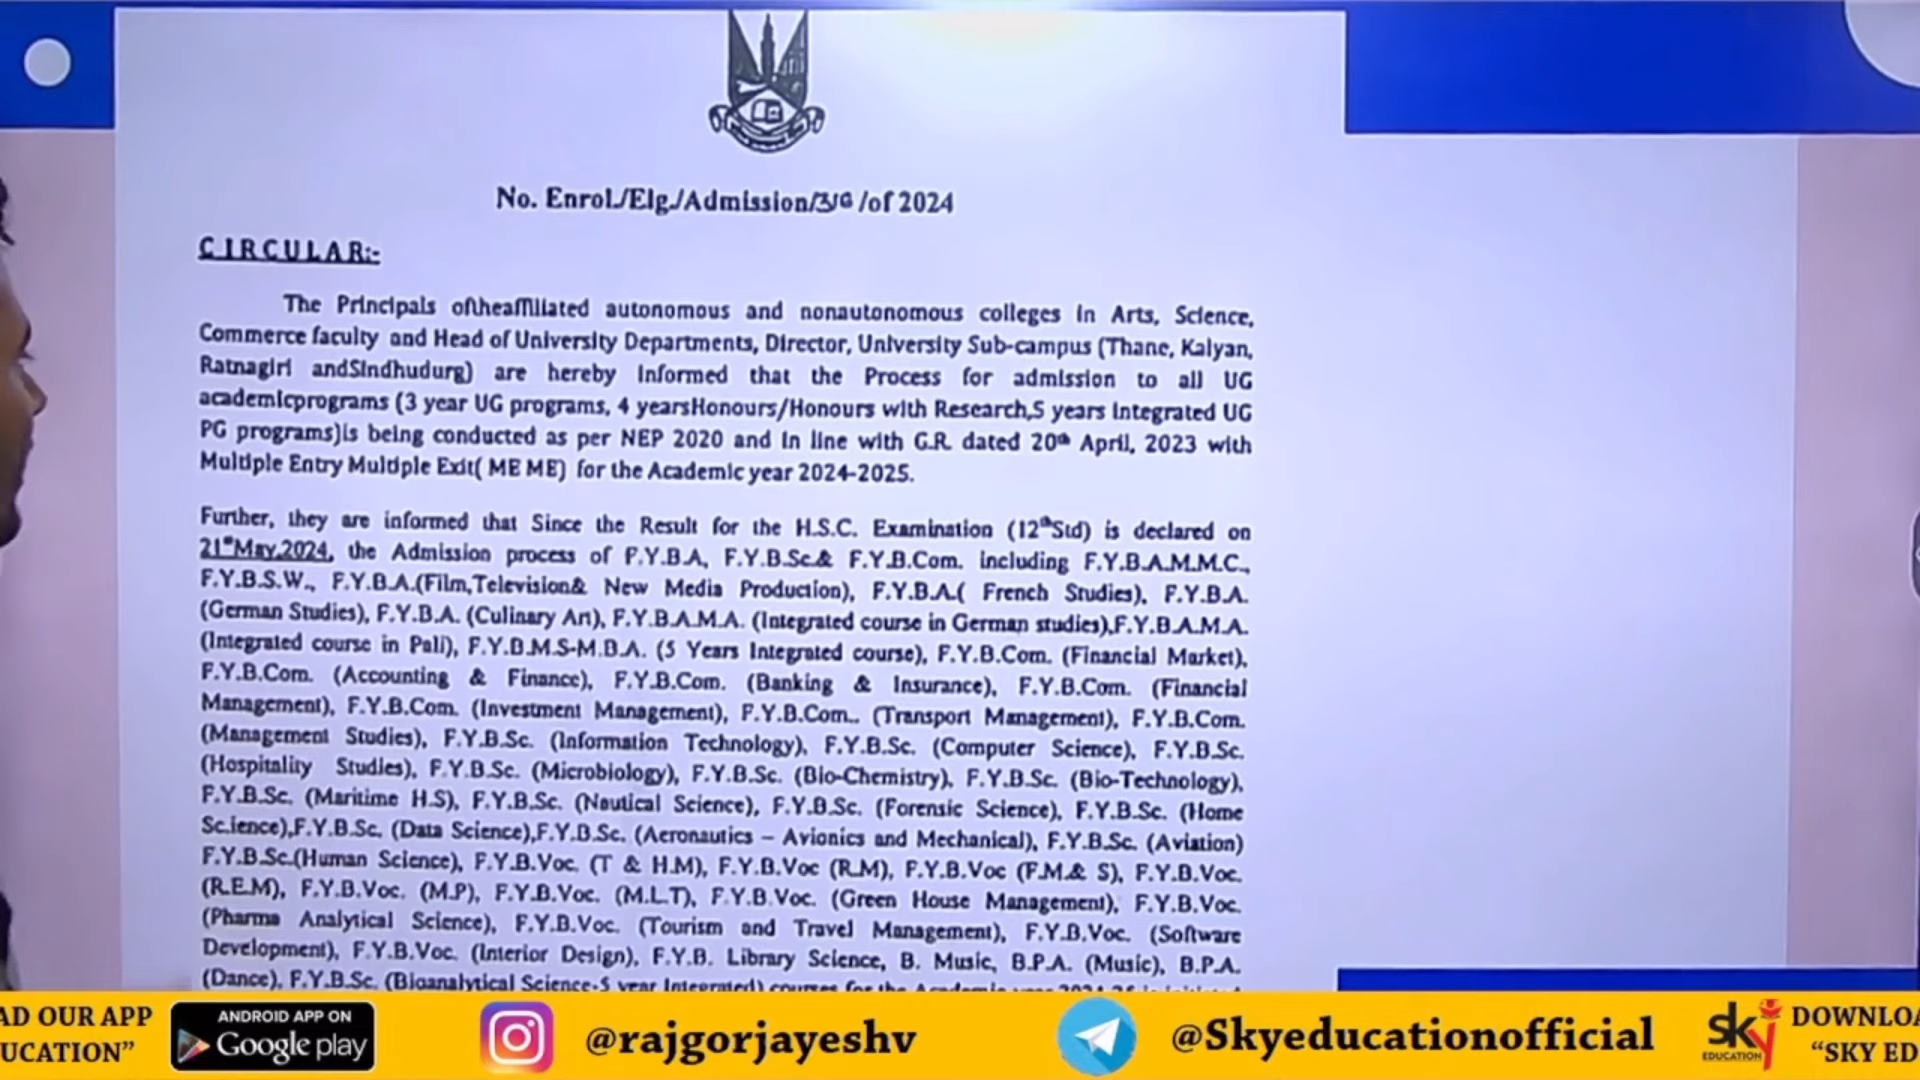 No. Enrol./Elg./Admission/316 /of 2024
CIRCULAR:-
The Principals oftheaffiliated autonomous and nonautonomous colleges in Arts, Science,
Commerce faculty and Head of University Departments, Director, University Sub-campus (Thane, Kalyan,
Ratnagiri andSindhudurg) are hereby informed that the Process for admission to all UG
academicprograms (3 year UG programs, 4 yearsHonours/Honours with Research,5 years integrated UG
PG programs)is being conducted as per NEP 2020 and in line with G.R. dated 20th April, 2023 with
Multiple Entry Multiple Exit( ME ME) for the Academic year 2024-2025.
Further, they are informed that Since the Result for the H.S.C. Examination (12thStd) is declared on
21stMay,2024, the Admission process of F.Y.B.A, F.Y.B.Sc.& F.Y.B.Com. including F.Y.B.A.M.M.C.,
F.Y.B.S.W., F.Y.B.A.(Film,Television& New Media Production), F.Y.B.A.( French Studies), F.Y.B.A.
(German Studies), F.Y.B.A. (Culinary Art), F.Y.B.A.M.A. (Integrated course in German studies),F.Y.B.A.M.A.
(Integrated course in Pali), F.Y.B.M.S-M.B.A. (5 Years Integrated course), F.Y.B.Com. (Financial Market),
F.Y.B.Com. (Accounting & Finance), F.Y.B.Com. (Banking & Insurance), F.Y.B.Com. (Financial
Management), F.Y.B.Com. (Investment Management), F.Y.B.Com.. (Transport Management), F.Y.B.Com.
(Management Studies), F.Y.B.Sc. (Information Technology), F.Y.B.Sc. (Computer Science), F.Y.B.Sc.
(Hospitality Studies), F.Y.B.Sc. (Microbiology), F.Y.B.Sc. (Bio-Chemistry), F.Y.B.Sc. (Bio-Technology),
F.Y.B.Sc. (Maritime H.S), F.Y.B.Sc. (Nautical Science), F.Y.B.Sc. (Forensic Science), F.Y.B.Sc. (Home
Sc.ience),F.Y.B.Sc. (Data Science),F.Y.B.Sc. (Aeronautics – Avionics and Mechanical), F.Y.B.Sc. (Aviation)
F.Y.B.Sc.(Human Science), F.Y.B.Voc. (T & H.M), F.Y.B.Voc (R.M), F.Y.B.Voc (F.M.& S), F.Y.B.Voc.
(R.E.M), F.Y.B.Voc. (M.P), F.Y.B.Voc. (M.L.T), F.Y.B.Voc. (Green House Management), F.Y.B.Voc.
(Pharma Analytical Science), F.Y.B.Voc. (Tourism and Travel Management), F.Y.B.Voc. (Software
Development), F.Y.B.Voc. (Interior Design), F.Y.B. Library Science, B. Music, B.P.A. (Music), B.P.A.
(Dance), F.Y.B.Sc. (Bioanalytical Science-5 year Integrated) courses for the Academic year
AD OUR APP
UCATION”
ANDROID APP ON
Google play
@rajgorjayeshv
@Skyeducationofficial
sky
EDUCATION
DOWNLOA
“SKY ED